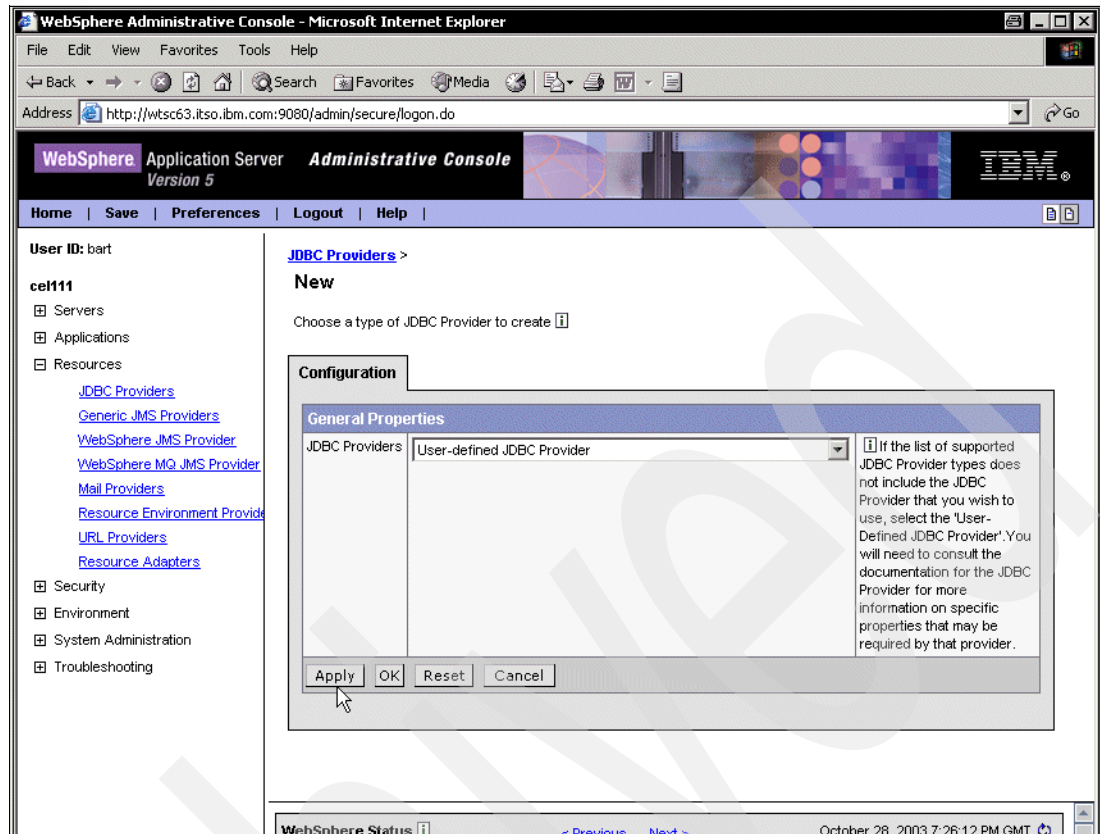 WebSphere Administrative Console - Microsoft Internet Explorer
File Edit View Favorites Tools Help
Back Search Favorites Media
Address http://wtsc63.itso.ibm.com:9080/admin/secure/logon.do Go
WebSphere Application Server Administrative Console
Version 5
IBM®
Home | Save | Preferences | Logout | Help |
User ID: bart
cel111
Servers
Applications
Resources
JDBC Providers
Generic JMS Providers
WebSphere JMS Provider
WebSphere MQ JMS Provider
Mail Providers
Resource Environment Provide
URL Providers
Resource Adapters
Security
Environment
System Administration
Troubleshooting
JDBC Providers >
New
Choose a type of JDBC Provider to create i
Configuration
General Properties
JDBC Providers
User-defined JDBC Provider
i If the list of supported
JDBC Provider types does
not include the JDBC
Provider that you wish to
use, select the 'User-
Defined JDBC Provider'.You
will need to consult the
documentation for the JDBC
Provider for more
information on specific
properties that may be
required by that provider.
Apply OK Reset Cancel
WebSphere Status i < Previous Next > October 28, 2003 7:26:12 PM GMT